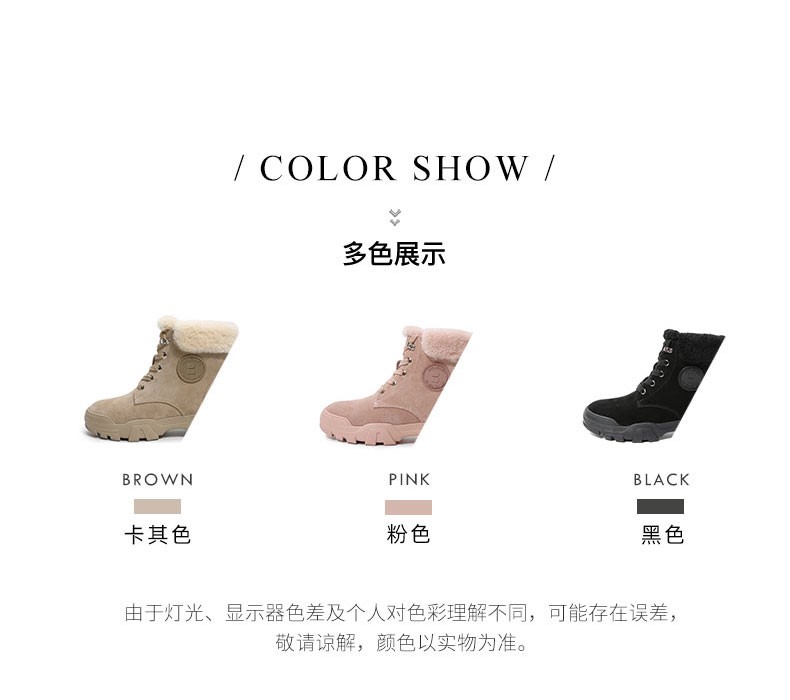 / COLOR SHOW /
多色展示
BROWN
PINK
BLACK
卡其色
粉色
黑色
由于灯光、显示器色差及个人对色彩理解不同，可能存在误差，
敬请谅解，颜色以实物为准。